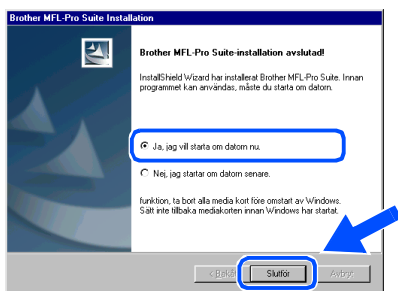 Brother MFL-Pro Suite Installation
Brother MFL-Pro Suite-installation avslutad!
InstallShield Wizard har installerat Brother MFL-Pro Suite. Innan
programmet kan användas, måste du starta om datorn.
Ja, jag vill starta om datorn nu.
Nej, jag startar om datorn senare.
funktion, ta bort alla media kort före omstart av Windows.
Sätt inte tillbaka mediakorten innan Windows har startat.
Slutför
Avbryt